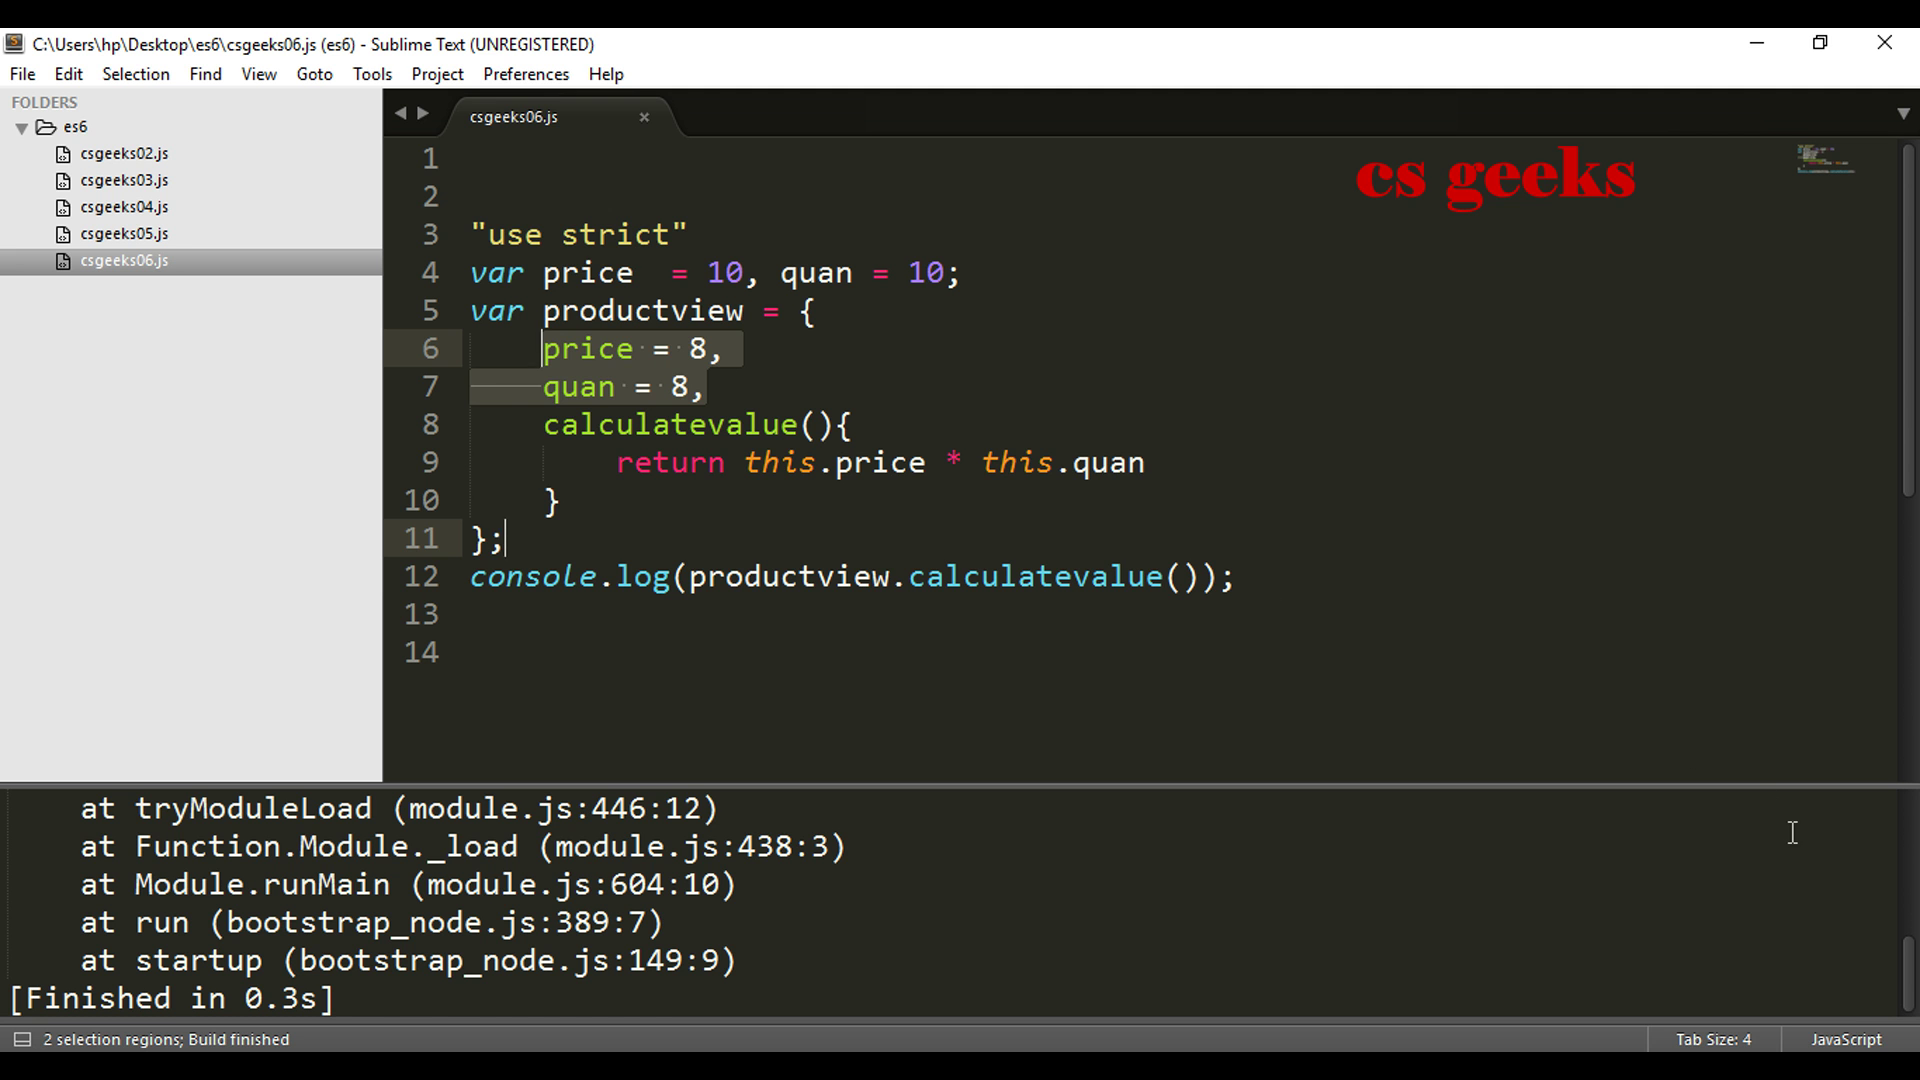 C:\Users\hp\Desktop\es6\csgeeks06.js (es6) - Sublime Text (UNREGISTERED)
File Edit Selection Find View Goto Tools Project Preferences Help
FOLDERS
es6
csgeeks02.js
csgeeks03.js
csgeeks04.js
csgeeks05.js
csgeeks06.js
csgeeks06.js
cs geeks
1
2
3 "use strict"
4 var price  = 10, quan = 10;
5 var productview = {
6     price = 8,
7     quan = 8,
8     calculatevalue(){
9         return this.price * this.quan
10     }
11 };
12 console.log(productview.calculatevalue());
13
14
    at tryModuleLoad (module.js:446:12)
    at Function.Module._load (module.js:438:3)
    at Module.runMain (module.js:604:10)
    at run (bootstrap_node.js:389:7)
    at startup (bootstrap_node.js:149:9)
[Finished in 0.3s]
2 selection regions; Build finished
Tab Size: 4
JavaScript